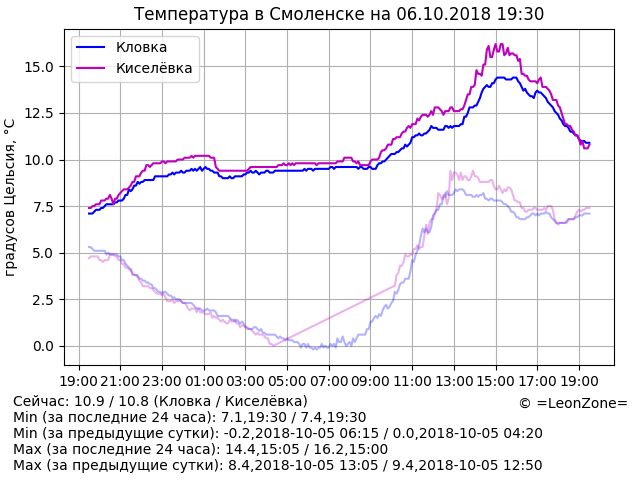 Температура в Смоленске на 06.10.2018 19:30
градусов Цельсия, °C
Кловка
Киселёвка
15.0
12.5
10.0
7.5
5.0
2.5
0.0
19:00 21:00 23:00 01:00 03:00 05:00 07:00 09:00 11:00 13:00 15:00 17:00 19:00
Сейчас: 10.9 / 10.8 (Кловка / Киселёвка)
© =LeonZone=
Min (за последние 24 часа): 7.1,19:30 / 7.4,19:30
Min (за предыдущие сутки): -0.2,2018-10-05 06:15 / 0.0,2018-10-05 04:20
Max (за последние 24 часа): 14.4,15:05 / 16.2,15:00
Max (за предыдущие сутки): 8.4,2018-10-05 13:05 / 9.4,2018-10-05 12:50